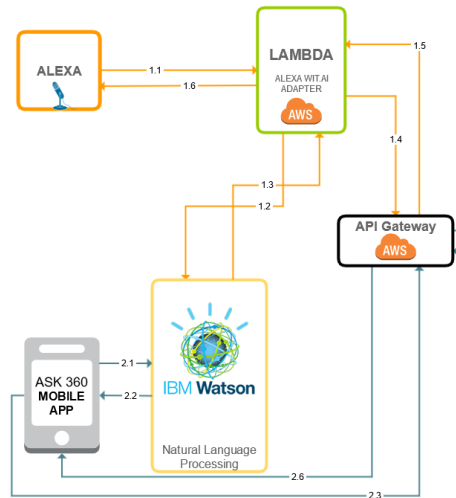 ALEXA
1.1
1.6
LAMBDA
ALEXA WIT.AI
ADAPTER
AWS
1.5
1.4
1.3
1.2
API Gateway
AWS
IBM Watson
Natural Language
Processing
ASK 360
MOBILE
APP
2.1
2.2
2.6
2.3